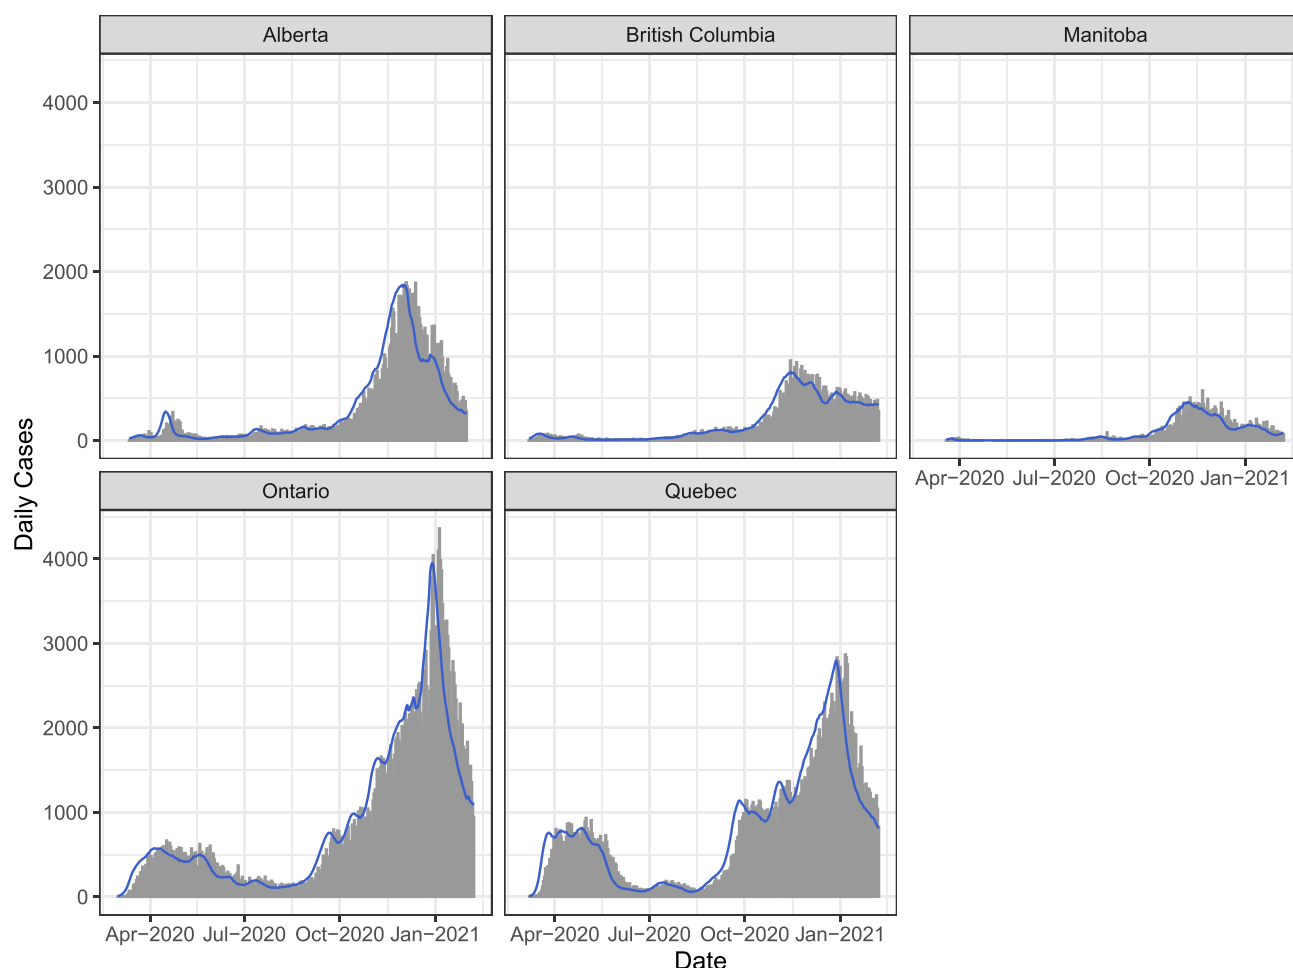 Alberta
British Columbia
Manitoba
4000
3000
2000
1000
0
Apr−2020 Jul−2020 Oct−2020 Jan−2021
Daily Cases
Ontario
Quebec
4000
3000
2000
1000
0
Apr−2020 Jul−2020 Oct−2020 Jan−2021
Apr−2020 Jul−2020 Oct−2020 Jan−2021
Date